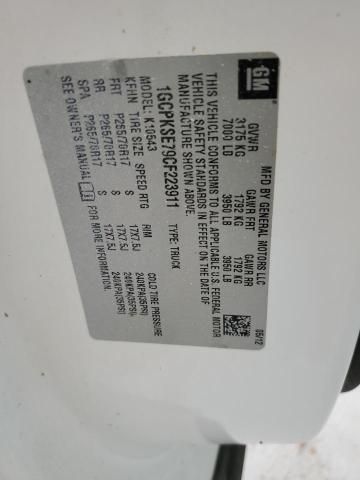 GM
MFD BY GENERAL MOTORS LLC
05/12
GVWR GAWR FRT GAWR RR
3175 KG 1792 KG 1792 KG
7000 LB 3950 LB 3950 LB
THIS VEHICLE CONFORMS TO ALL APPLICABLE U.S. FEDERAL MOTOR
VEHICLE SAFETY STANDARDS IN EFFECT ON THE DATE OF
MANUFACTURE SHOWN ABOVE.
1GCPKSE79CF223911 TYPE: TRUCK
MODEL: K10543
KFHN TIRE SIZE SPEED RTG RIM COLD TIRE PRESSURE
FRT P265/70R17 S 17X7.5J 240KPA(35PSI)
RR P265/70R17 S 17X7.5J 240KPA(35PSI)
SPA P265/70R17 S 17X7.5J 240KPA(35PSI)
SEE OWNER'S MANUAL FOR MORE INFORMATION.